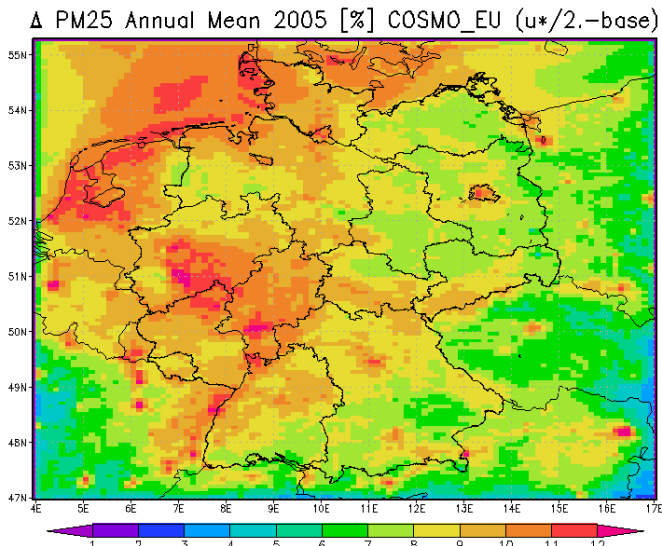 Δ PM25 Annual Mean 2005 [%] COSMO_EU (u*/2.−base)
55N
54N
53N
52N
51N
50N
49N
48N
47N
4E 5E 6E 7E 8E 9E 10E 11E 12E 13E 14E 15E 16E 17E
1 2 3 4 5 6 7 8 9 10 11 12